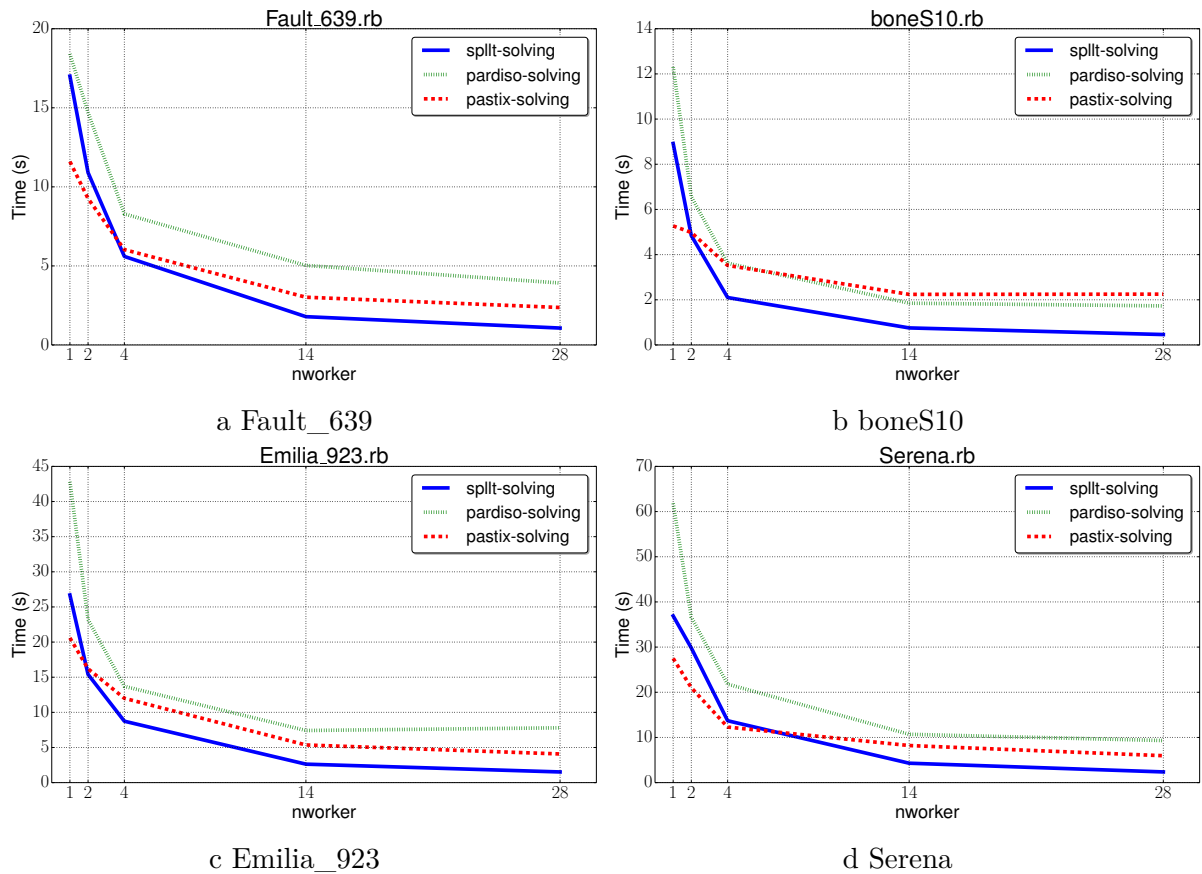 Fault_639.rb
20
15
10
5
0
Time (s)
spllt-solving
pardiso-solving
pastix-solving
1 2 4 14 28
nworker
a Fault_639
boneS10.rb
14
12
10
8
6
4
2
0
Time (s)
spllt-solving
pardiso-solving
pastix-solving
1 2 4 14 28
nworker
b boneS10
Emilia_923.rb
45
40
35
30
25
20
15
10
5
0
Time (s)
spllt-solving
pardiso-solving
pastix-solving
1 2 4 14 28
nworker
c Emilia_923
Serena.rb
70
60
50
40
30
20
10
0
Time (s)
spllt-solving
pardiso-solving
pastix-solving
1 2 4 14 28
nworker
d Serena